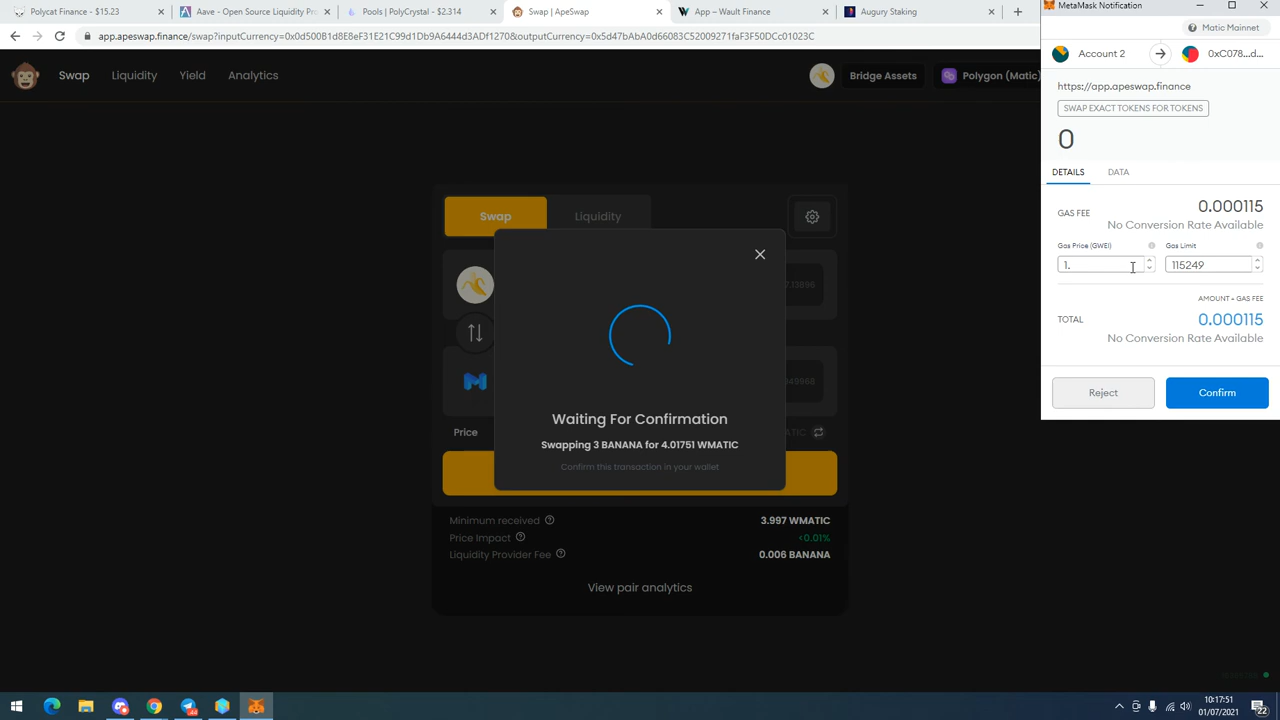 Polycat Finance - $15.23
Aave - Open Source Liquidity Pro
Pools | PolyCrystal - $2.314
Swap | ApeSwap
App – Wault Finance
Augury Staking
app.apeswap.finance/swap?inputCurrency=0x0d500B1d8E8eF31E21C99d1Db9A6444d3ADf1270&outputCurrency=0x5d47bAbA0d66083C52009271faF3F50DCc01023C
Swap
Liquidity
Yield
Analytics
Bridge Assets
Polygon (Matic)
Swap
Liquidity
Waiting For Confirmation
Swapping 3 BANANA for 4.01751 WMATIC
Confirm this transaction in your wallet
Price
Minimum received
3.997 WMATIC
Price Impact
<0.01%
Liquidity Provider Fee
0.006 BANANA
View pair analytics
MetaMask Notification
Matic Mainnet
Account 2
0xC078...d...
https://app.apeswap.finance
SWAP EXACT TOKENS FOR TOKENS
0
DETAILS
DATA
GAS FEE
0.000115
No Conversion Rate Available
Gas Price (GWEI)
Gas Limit
1.
115249
AMOUNT + GAS FEE
TOTAL
0.000115
No Conversion Rate Available
Reject
Confirm
10:17:51
01/07/2021
22